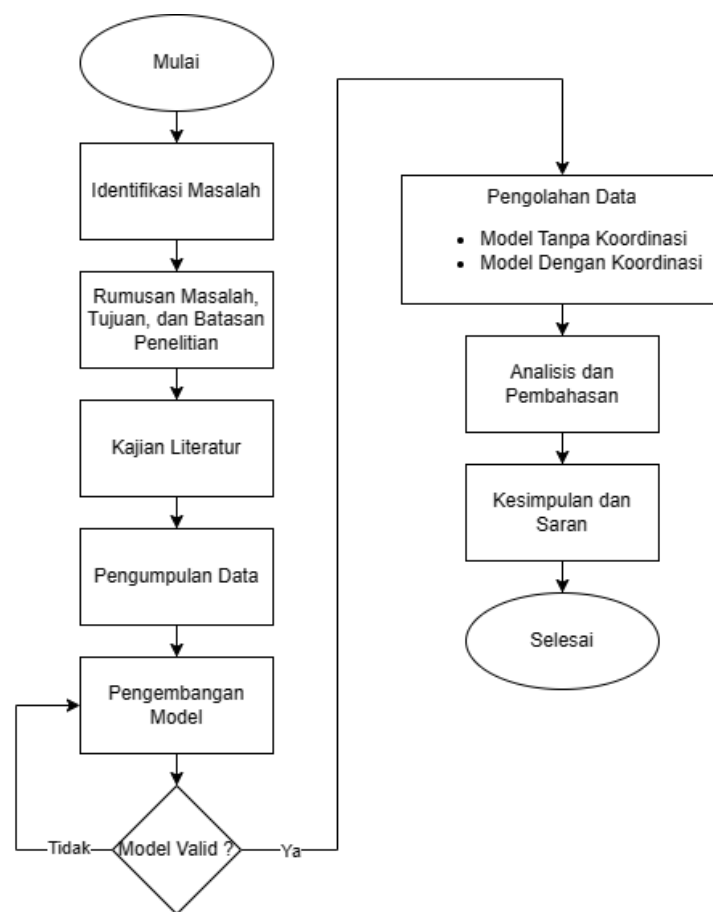 Mulai
Identifikasi Masalah
Rumusan Masalah,
Tujuan, dan Batasan
Penelitian
Kajian Literatur
Pengumpulan Data
Pengembangan
Model
Model Valid ?
Tidak
Ya
Pengolahan Data
• Model Tanpa Koordinasi
• Model Dengan Koordinasi
Analisis dan
Pembahasan
Kesimpulan dan
Saran
Selesai